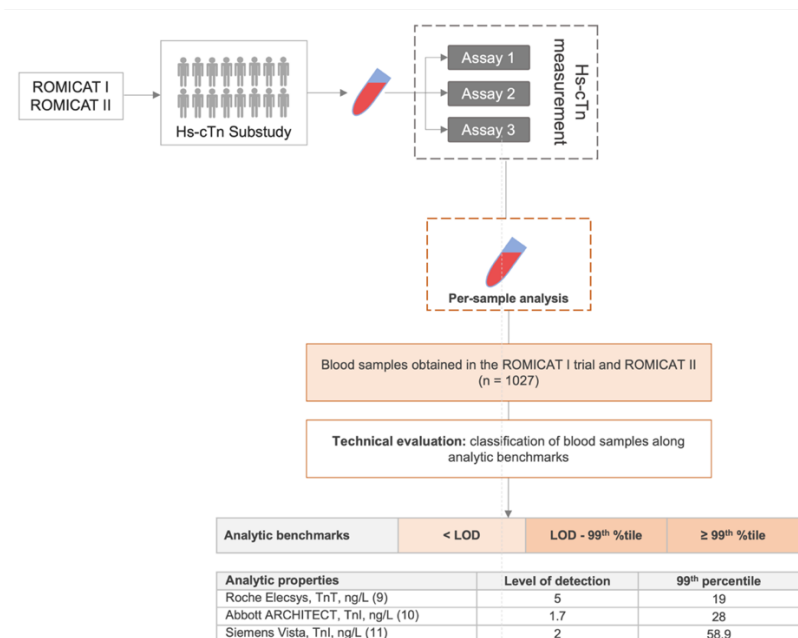 ROMICAT I
ROMICAT II
Hs-cTn Substudy
Assay 1
Assay 2
Assay 3
Hs-cTn
measurement
Per-sample analysis
Blood samples obtained in the ROMICAT I trial and ROMICAT II
(n = 1027)
Technical evaluation: classification of blood samples along
analytic benchmarks
Analytic benchmarks < LOD LOD - 99th %tile ≥ 99th %tile
Analytic properties Level of detection 99th percentile
Roche Elecsys, TnT, ng/L (9) 5 19
Abbott ARCHITECT, TnI, ng/L (10) 1.7 28
Siemens Vista, TnI, ng/L (11) 2 58.9